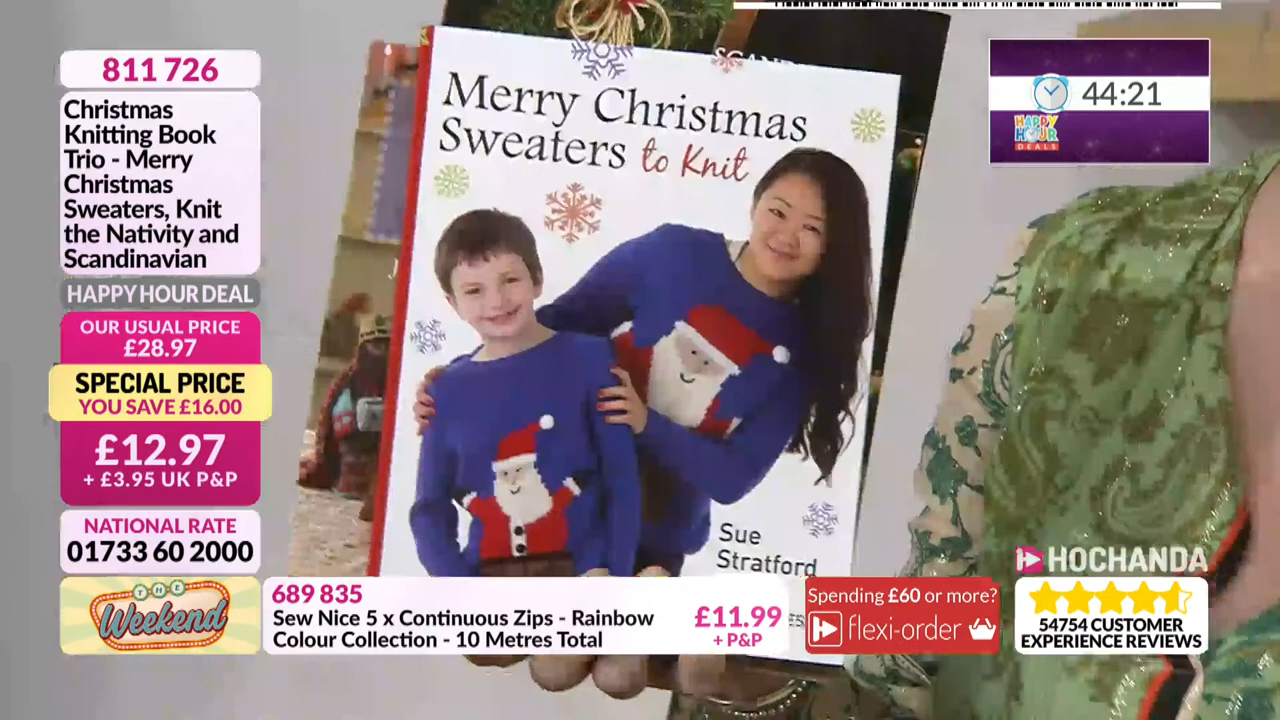 811 726
Christmas
Knitting Book
Trio - Merry
Christmas
Sweaters, Knit
the Nativity and
Scandinavian
HAPPY HOUR DEAL
OUR USUAL PRICE
£28.97
SPECIAL PRICE
YOU SAVE £16.00
£12.97
+ £3.95 UK P&P
NATIONAL RATE
01733 60 2000
Merry Christmas
Sweaters to Knit
Sue
Stratford
44:21
HAPPY
HOUR
DEALS
HOCHANDA
THE
Weekend
689 835
Sew Nice 5 x Continuous Zips - Rainbow
Colour Collection - 10 Metres Total
£11.99
+ P&P
Spending £60 or more?
flexi-order
54754 CUSTOMER
EXPERIENCE REVIEWS